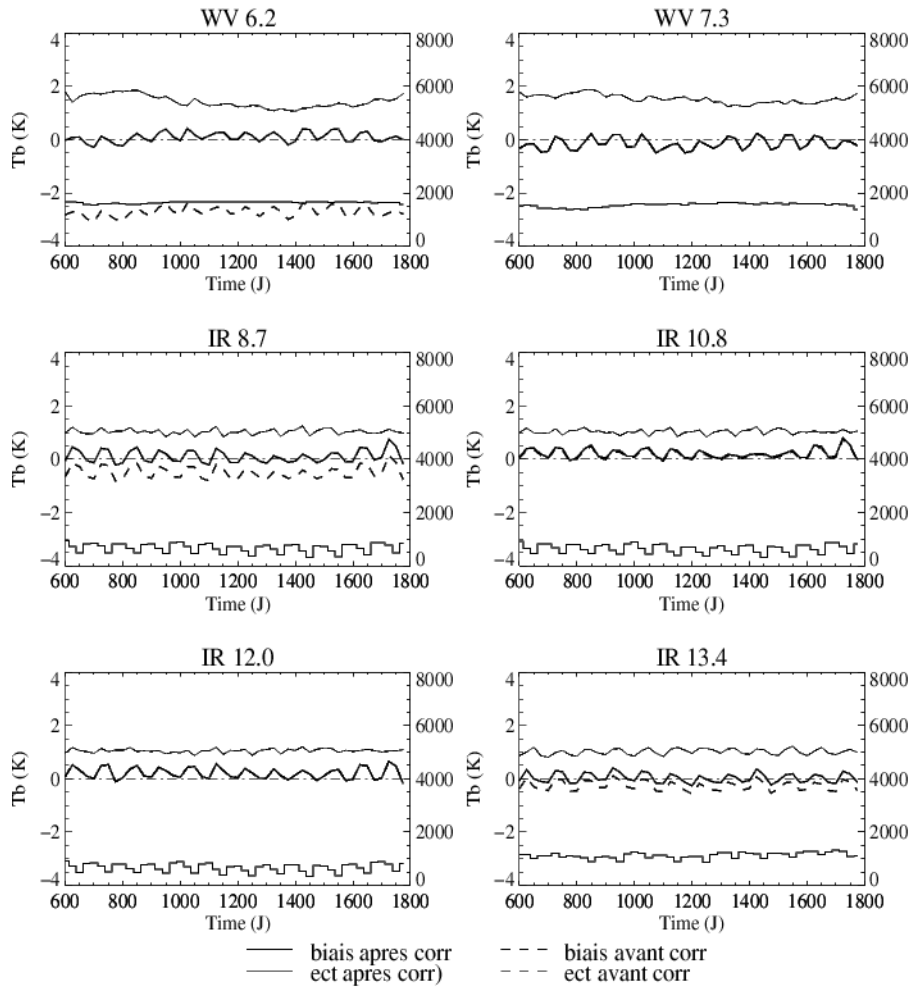 WV 6.2 WV 7.3
4 8000 4 8000
2 6000 2 6000
Tb (K) 0 4000 Tb (K) 0 4000
−2 2000 −2 2000
−4 0 −4 0
600 800 1000 1200 1400 1600 1800 600 800 1000 1200 1400 1600 1800
Time (J) Time (J)
IR 8.7 IR 10.8
4 8000 4 8000
2 6000 2 6000
Tb (K) 0 4000 Tb (K) 0 4000
−2 2000 −2 2000
−4 0 −4 0
600 800 1000 1200 1400 1600 1800 600 800 1000 1200 1400 1600 1800
Time (J) Time (J)
IR 12.0 IR 13.4
4 8000 4 8000
2 6000 2 6000
Tb (K) 0 4000 Tb (K) 0 4000
−2 2000 −2 2000
−4 0 −4 0
600 800 1000 1200 1400 1600 1800 600 800 1000 1200 1400 1600 1800
Time (J) Time (J)
biais apres corr biais avant corr
ect apres corr) ect avant corr